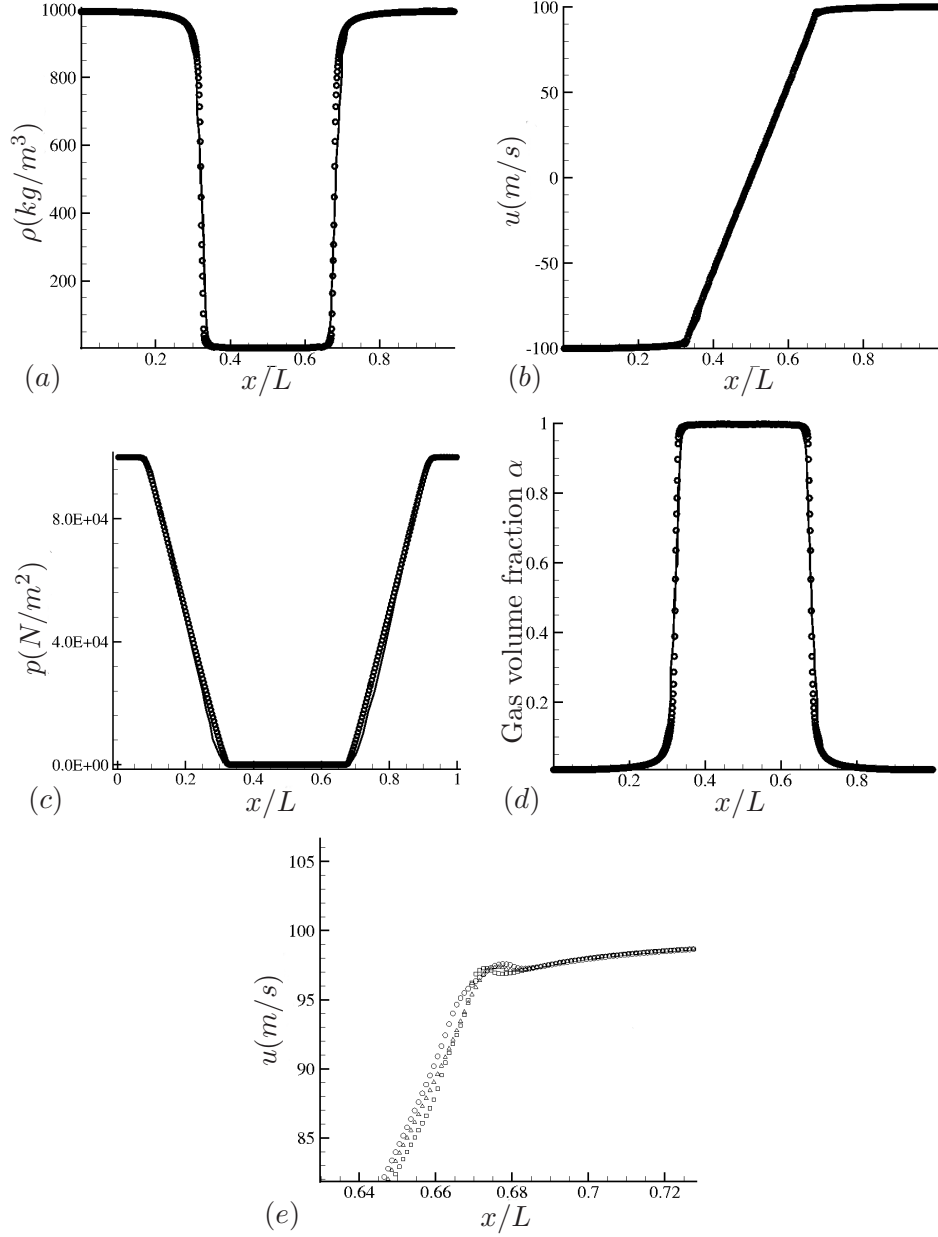 1000
800
600
400
200
ρ(kg/m³)
0.2 0.4 0.6 0.8
x/L
(a)
100
50
0
-50
-100
u(m/s)
0.2 0.4 0.6 0.8
x/L
(b)
8.0E+04
4.0E+04
0.0E+00
p(N/m²)
0 0.2 0.4 0.6 0.8 1
x/L
(c)
1
0.8
0.6
0.4
0.2
Gas volume fraction α
0.2 0.4 0.6 0.8
x/L
(d)
105
100
95
90
85
u(m/s)
0.64 0.66 0.68 0.7 0.72
x/L
(e)